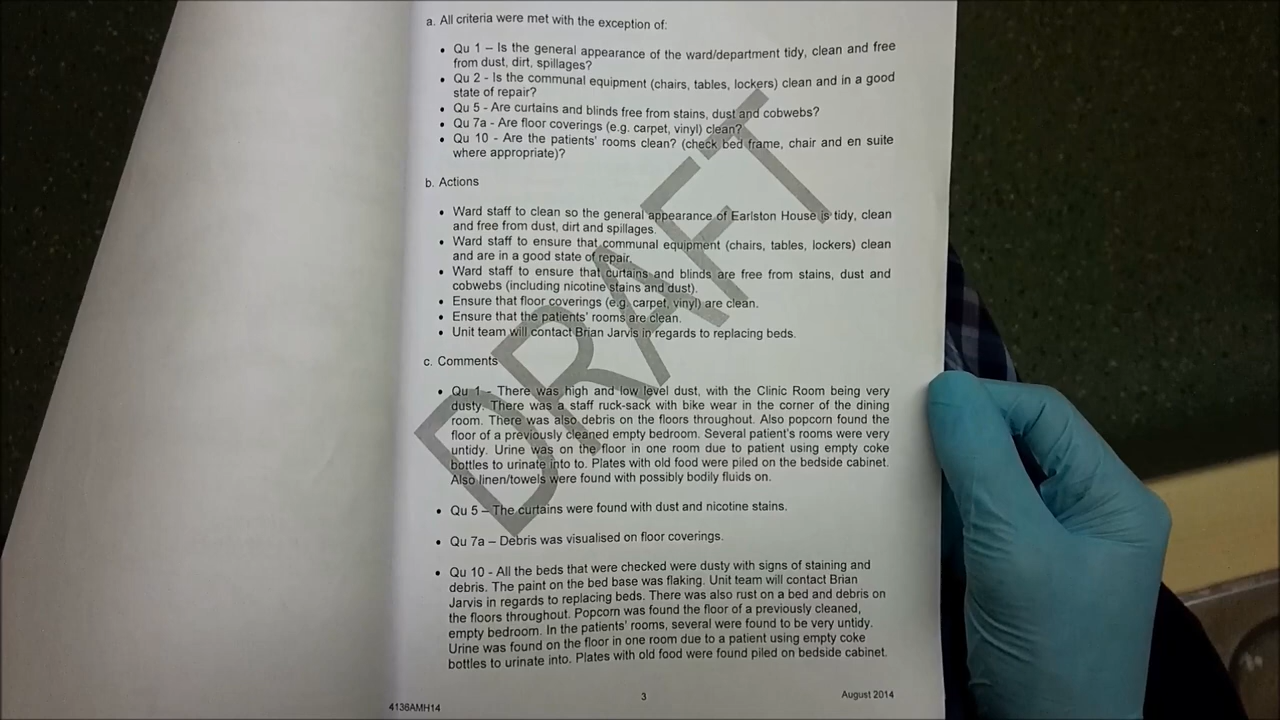 a. All criteria were met with the exception of:
• Qu 1 – Is the general appearance of the ward/department tidy, clean and free
from dust, dirt, spillages?
• Qu 2 - Is the communal equipment (chairs, tables, lockers) clean and in a good
state of repair?
• Qu 5 - Are curtains and blinds free from stains, dust and cobwebs?
• Qu 7a - Are floor coverings (e.g. carpet, vinyl) clean?
• Qu 10 - Are the patients' rooms clean? (check bed frame, chair and en suite
where appropriate)?
b. Actions
• Ward staff to clean so the general appearance of Earlston House is tidy, clean
and free from dust, dirt and spillages.
• Ward staff to ensure that communal equipment (chairs, tables, lockers) clean
and are in a good state of repair.
• Ward staff to ensure that curtains and blinds are free from stains, dust and
cobwebs (including nicotine stains and dust).
• Ensure that floor coverings (e.g. carpet, vinyl) are clean.
• Ensure that the patients' rooms are clean.
• Unit team will contact Brian Jarvis in regards to replacing beds.
c. Comments
• Qu 1 - There was high and low level dust, with the Clinic Room being very
dusty. There was a staff ruck-sack with bike wear in the corner of the dining
room. There was also debris on the floors throughout. Also popcorn found the
floor of a previously cleaned empty bedroom. Several patient's rooms were very
untidy. Urine was on the floor in one room due to patient using empty coke
bottles to urinate into to. Plates with old food were piled on the bedside cabinet.
Also linen/towels were found with possibly bodily fluids on.
• Qu 5 – The curtains were found with dust and nicotine stains.
• Qu 7a – Debris was visualised on floor coverings.
• Qu 10 - All the beds that were checked were dusty with signs of staining and
debris. The paint on the bed base was flaking. Unit team will contact Brian
Jarvis in regards to replacing beds. There was also rust on a bed and debris on
the floors throughout. Popcorn was found the floor of a previously cleaned,
empty bedroom. In the patients' rooms, several were found to be very untidy.
Urine was found on the floor in one room due to a patient using empty coke
bottles to urinate into. Plates with old food were found piled on bedside cabinet.
DRAFT
4136AMH14
3
August 2014